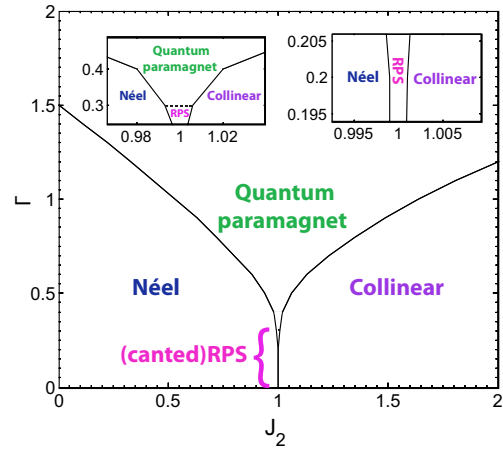 Quantum
paramagnet
0.4
0.3
Néel
Collinear
RPS
0.98
1
1.02
0.205
0.2
0.195
Néel
RPS
Collinear
0.995
1
1.005
2
1.5
1
0.5
0
Γ
Quantum
paramagnet
Néel
Collinear
(canted)RPS
{
0
0.5
1
1.5
2
J2